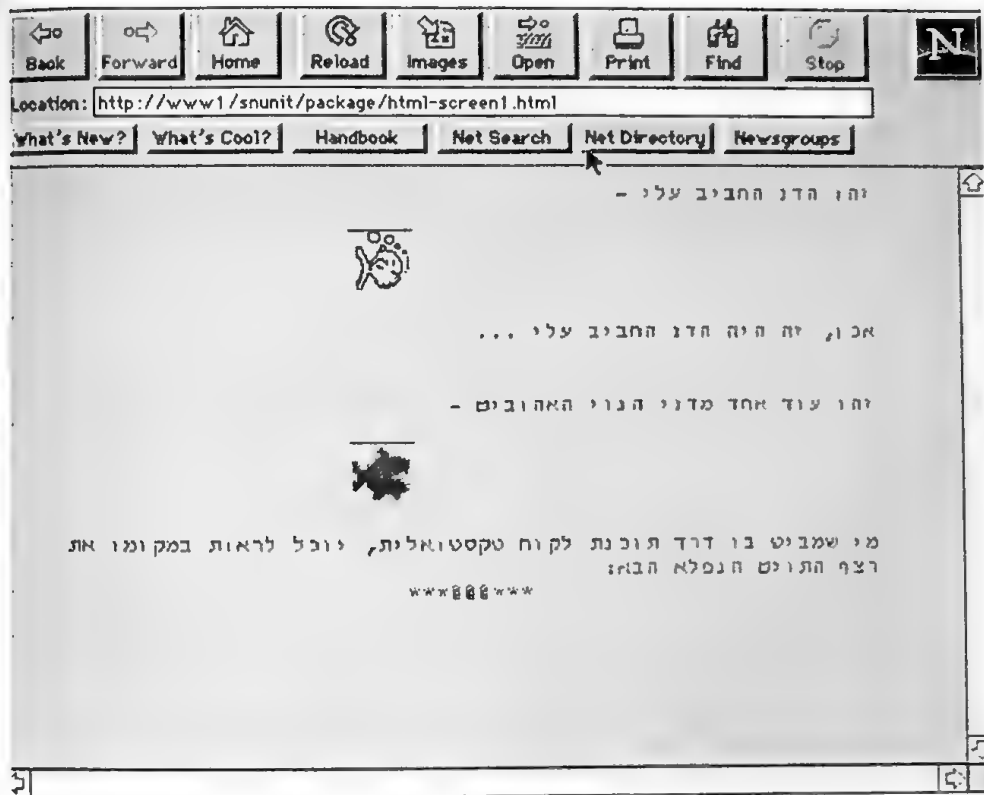 Back Forward Home Reload Images Open Print Find Stop N
Location: http://www1/snunit/package/html-screen1.html
What's New? What's Cool? Handbook Net Search Net Directory Newsgroups
זהו הדג החביב עלי -
אכן, זה היה הדג החביב עלי ...
זהו עוד אחד מדגי הנוי האהובים -
מי שמביט בו דרך תוכנת לקוח טקסטואלית, יוכל לראות במקומו את
רצף התוים הנפלא הבא:
www@@@www